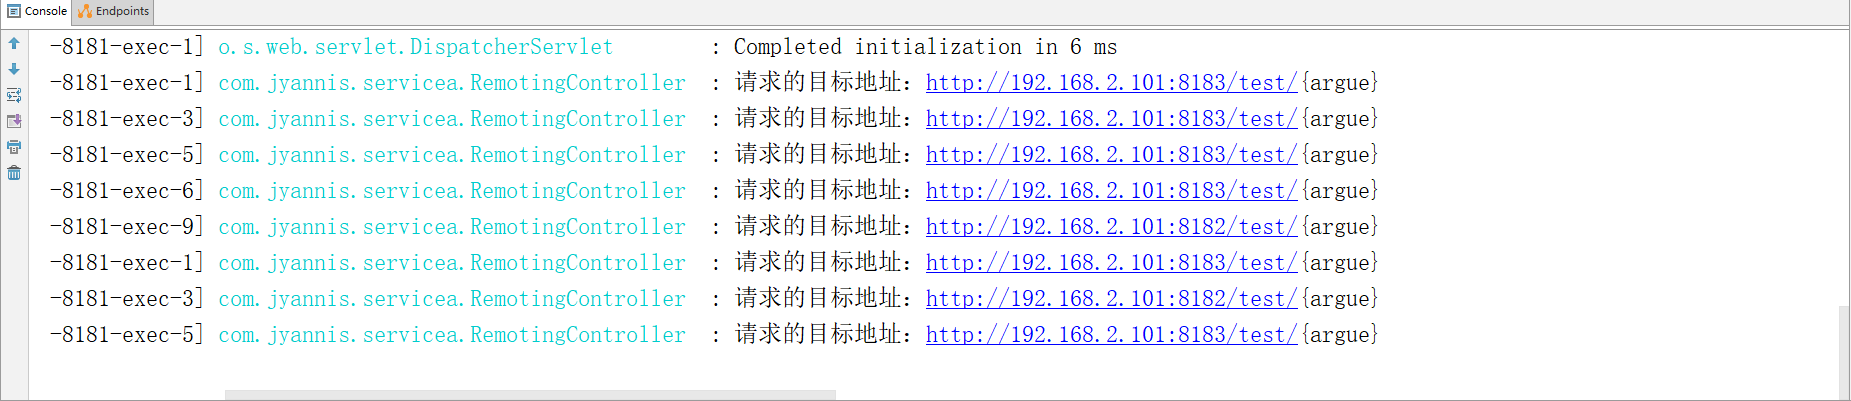 Console Endpoints
-8181-exec-1] o.s.web.servlet.DispatcherServlet : Completed initialization in 6 ms
-8181-exec-1] com.jyannis.servicea.RemotingController : 请求的目标地址：http://192.168.2.101:8183/test/{argue}
-8181-exec-3] com.jyannis.servicea.RemotingController : 请求的目标地址：http://192.168.2.101:8183/test/{argue}
-8181-exec-5] com.jyannis.servicea.RemotingController : 请求的目标地址：http://192.168.2.101:8183/test/{argue}
-8181-exec-6] com.jyannis.servicea.RemotingController : 请求的目标地址：http://192.168.2.101:8183/test/{argue}
-8181-exec-9] com.jyannis.servicea.RemotingController : 请求的目标地址：http://192.168.2.101:8182/test/{argue}
-8181-exec-1] com.jyannis.servicea.RemotingController : 请求的目标地址：http://192.168.2.101:8183/test/{argue}
-8181-exec-3] com.jyannis.servicea.RemotingController : 请求的目标地址：http://192.168.2.101:8182/test/{argue}
-8181-exec-5] com.jyannis.servicea.RemotingController : 请求的目标地址：http://192.168.2.101:8183/test/{argue}